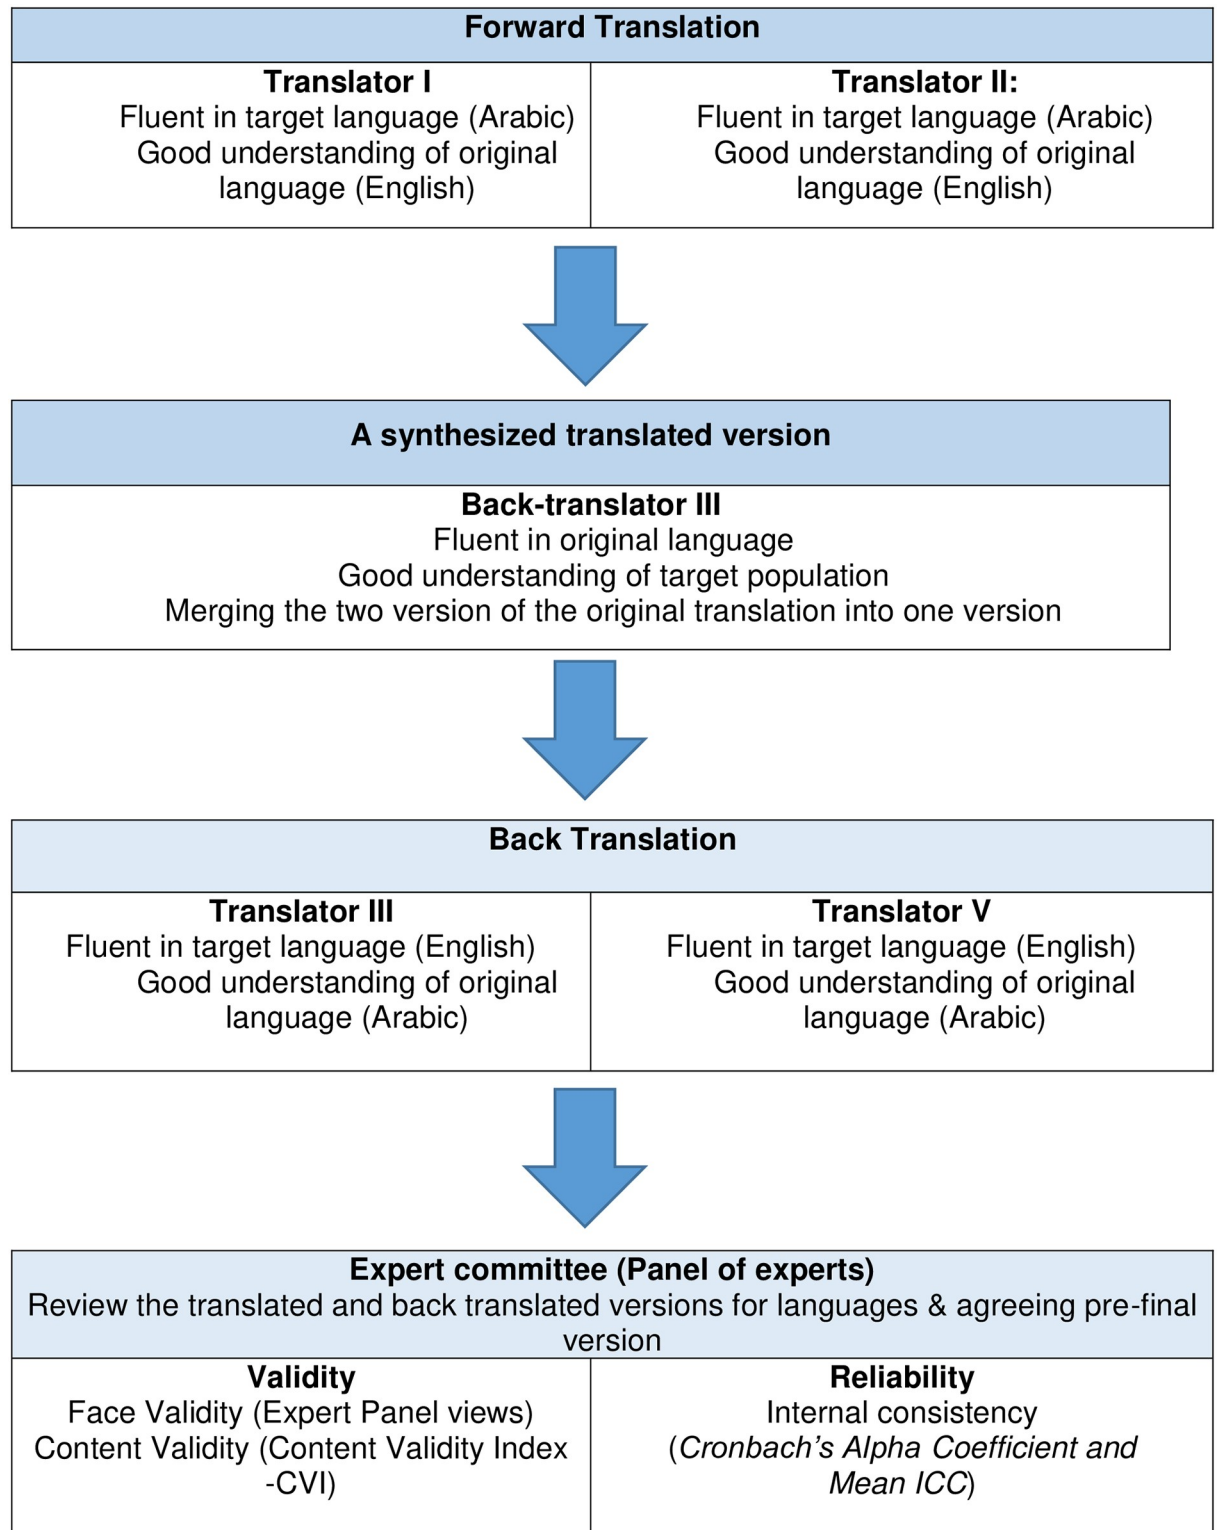 Forward Translation
Translator I
Fluent in target language (Arabic)
Good understanding of original
language (English)
Translator II:
Fluent in target language (Arabic)
Good understanding of original
language (English)
A synthesized translated version
Back-translator III
Fluent in original language
Good understanding of target population
Merging the two version of the original translation into one version
Back Translation
Translator III
Fluent in target language (English)
Good understanding of original
language (Arabic)
Translator V
Fluent in target language (English)
Good understanding of original
language (Arabic)
Expert committee (Panel of experts)
Review the translated and back translated versions for languages & agreeing pre-final
version
Validity
Face Validity (Expert Panel views)
Content Validity (Content Validity Index
-CVI)
Reliability
Internal consistency
(Cronbach’s Alpha Coefficient and
Mean ICC)